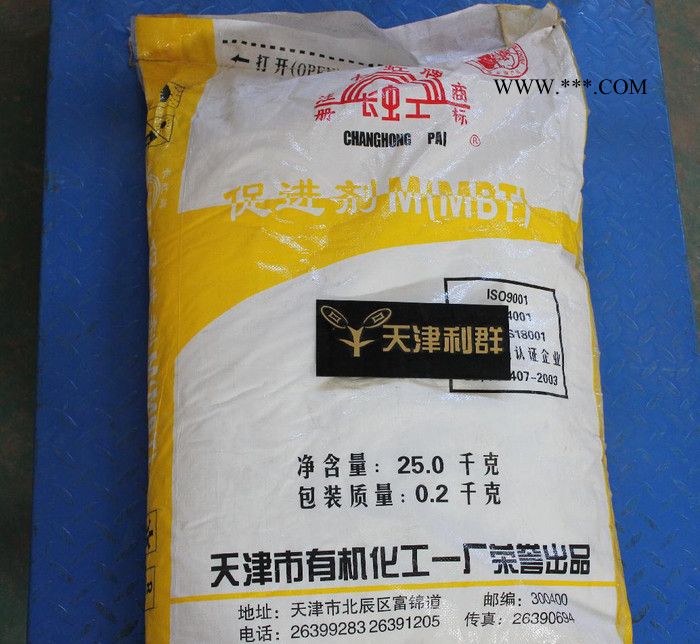 ←打开(OPEN)
WWW.***.COM
注册 长虹工 商标
CHANGHONG PAI ®
促进剂M(MBT)
ISO9001
4001
S18001
认证企业
407-2003
天津利群
净含量：25.0 千克
包装质量：0.2 千克
天津市有机化工一厂荣誉出品
地址：天津市北辰区富锦道 邮编：300400
电话：26399283 26391205 传真：26390694